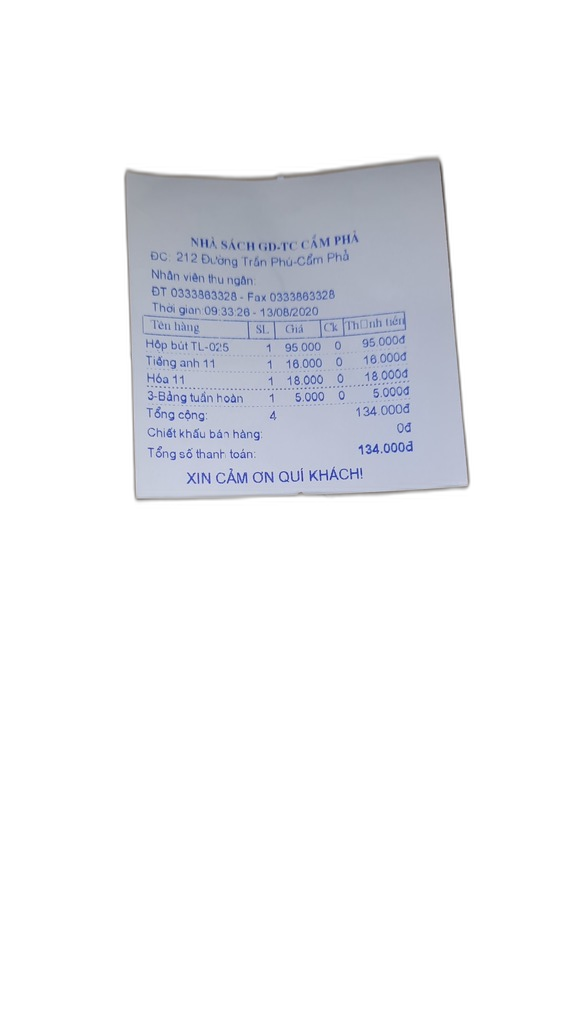 NHÀ SÁCH GD-TC CẨM PHẢ
ĐC: 212 Đường Trần Phú-Cẩm Phả
Nhân viên thu ngân:
ĐT 0333863328 - Fax 0333863328
Thời gian:09:33:26 - 13/08/2020
Tên hàng SL Giá Ck Th□nh tiền
Hộp bút TL-025 1 95.000 0 95.000đ
Tiếng anh 11 1 16.000 0 16.000đ
Hóa 11 1 18.000 0 18.000đ
3-Bảng tuần hoàn 1 5.000 0 5.000đ
Tổng cộng: 4 134.000đ
Chiết khấu bán hàng: 0đ
Tổng số thanh toán: 134.000đ
XIN CẢM ƠN QUÍ KHÁCH!